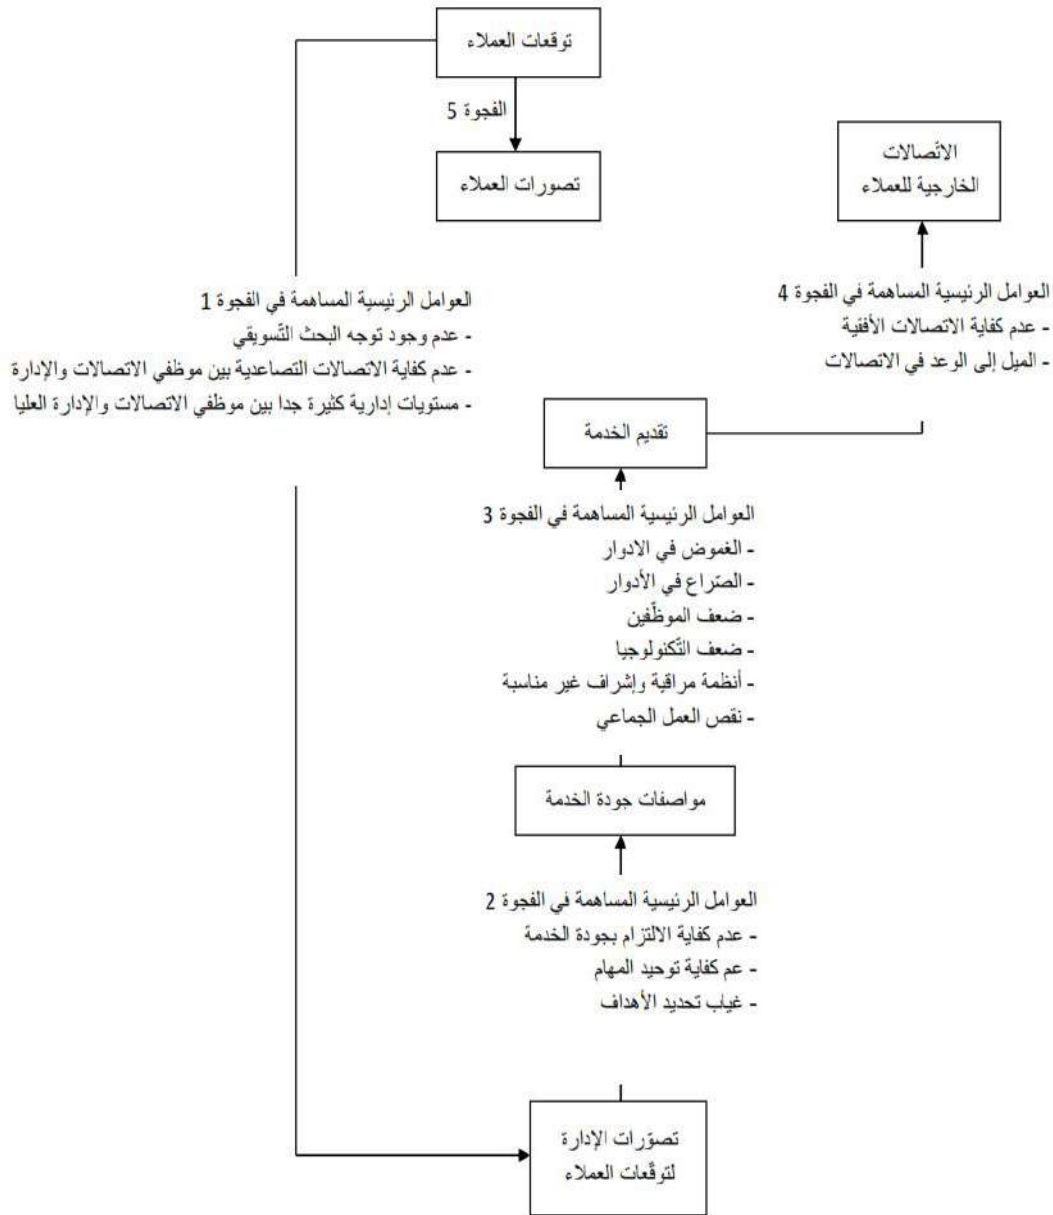 توقعات العملاء
الفجوة 5
تصورات العملاء
الاتّصالات
الخارجية للعملاء
العوامل الرئيسية المساهمة في الفجوة 1
- عدم وجود توجه البحث التّسويقي
- عدم كفاية الاتصالات التصاعدية بين موظفي الاتصالات والإدارة
- مستويات إدارية كثيرة جدا بين موظفي الاتصالات والإدارة العليا
العوامل الرئيسية المساهمة في الفجوة 4
- عدم كفاية الاتصالات الأفقية
- الميل إلى الوعد في الاتصالات
تقديم الخدمة
العوامل الرئيسية المساهمة في الفجوة 3
- الغموض في الادوار
- الصّراع في الأدوار
- ضعف الموظّفين
- ضعف التّكنولوجيا
- أنظمة مراقبة وإشراف غير مناسبة
- نقص العمل الجماعي
مواصفات جودة الخدمة
العوامل الرئيسية المساهمة في الفجوة 2
- عدم كفاية الالتزام بجودة الخدمة
- عم كفاية توحيد المهام
- غياب تحديد الأهداف
تصوّرات الإدارة
لتوقّعات العملاء